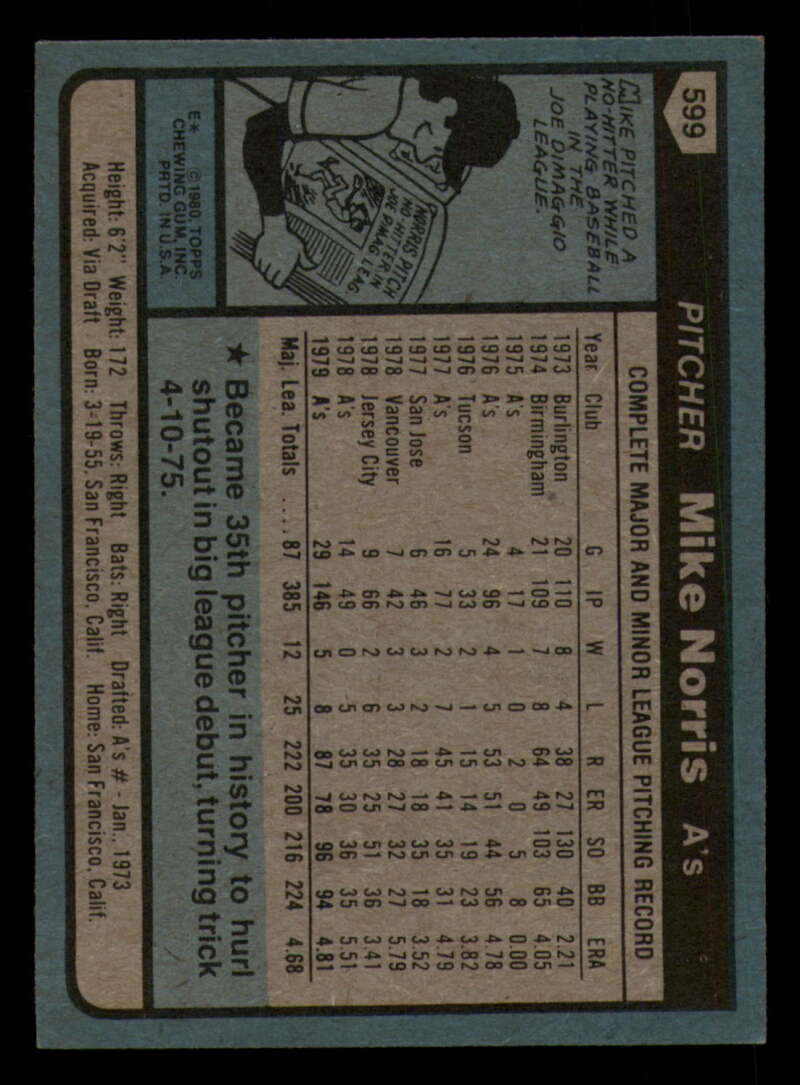 599
PITCHER Mike Norris A's
MIKE PITCHED A
NO-HITTER WHILE
PLAYING BASEBALL
IN THE
JOE DIMAGGIO
LEAGUE.
NORRIS PITCH
NO HITTER IN
JOE DIMAG LEAG
E* ©1980, TOPPS
CHEWING GUM, INC.
PRTD. IN U.S.A.
COMPLETE MAJOR AND MINOR LEAGUE PITCHING RECORD
Year Club G IP W L R ER SO BB ERA
1973 Burlington 20 110 8 4 38 27 130 40 2.21
1974 Birmingham 21 109 7 8 64 49 103 65 4.05
1975 A's 4 17 1 0 2 0 5 8 0.00
1976 A's 24 96 4 5 53 51 44 56 4.78
1976 Tucson 5 33 2 1 15 14 19 23 3.82
1977 A's 16 77 2 7 45 41 35 31 4.79
1977 San Jose 6 46 3 2 18 18 35 18 3.52
1978 Vancouver 7 42 3 3 28 27 32 27 5.79
1978 Jersey City 9 66 2 6 35 25 51 36 3.41
1978 A's 14 49 0 5 35 30 36 35 5.51
1979 A's 29 146 5 8 87 78 96 94 4.81
Maj. Lea. Totals .... 87 385 12 25 222 200 216 224 4.68
★ Became 35th pitcher in history to hurl
shutout in big league debut, turning trick
4-10-75.
Height: 6'2" Weight: 172 Throws: Right Bats: Right Drafted: A's # - Jan., 1973
Acquired: Via Draft Born: 3-19-55, San Francisco, Calif. Home: San Francisco, Calif.